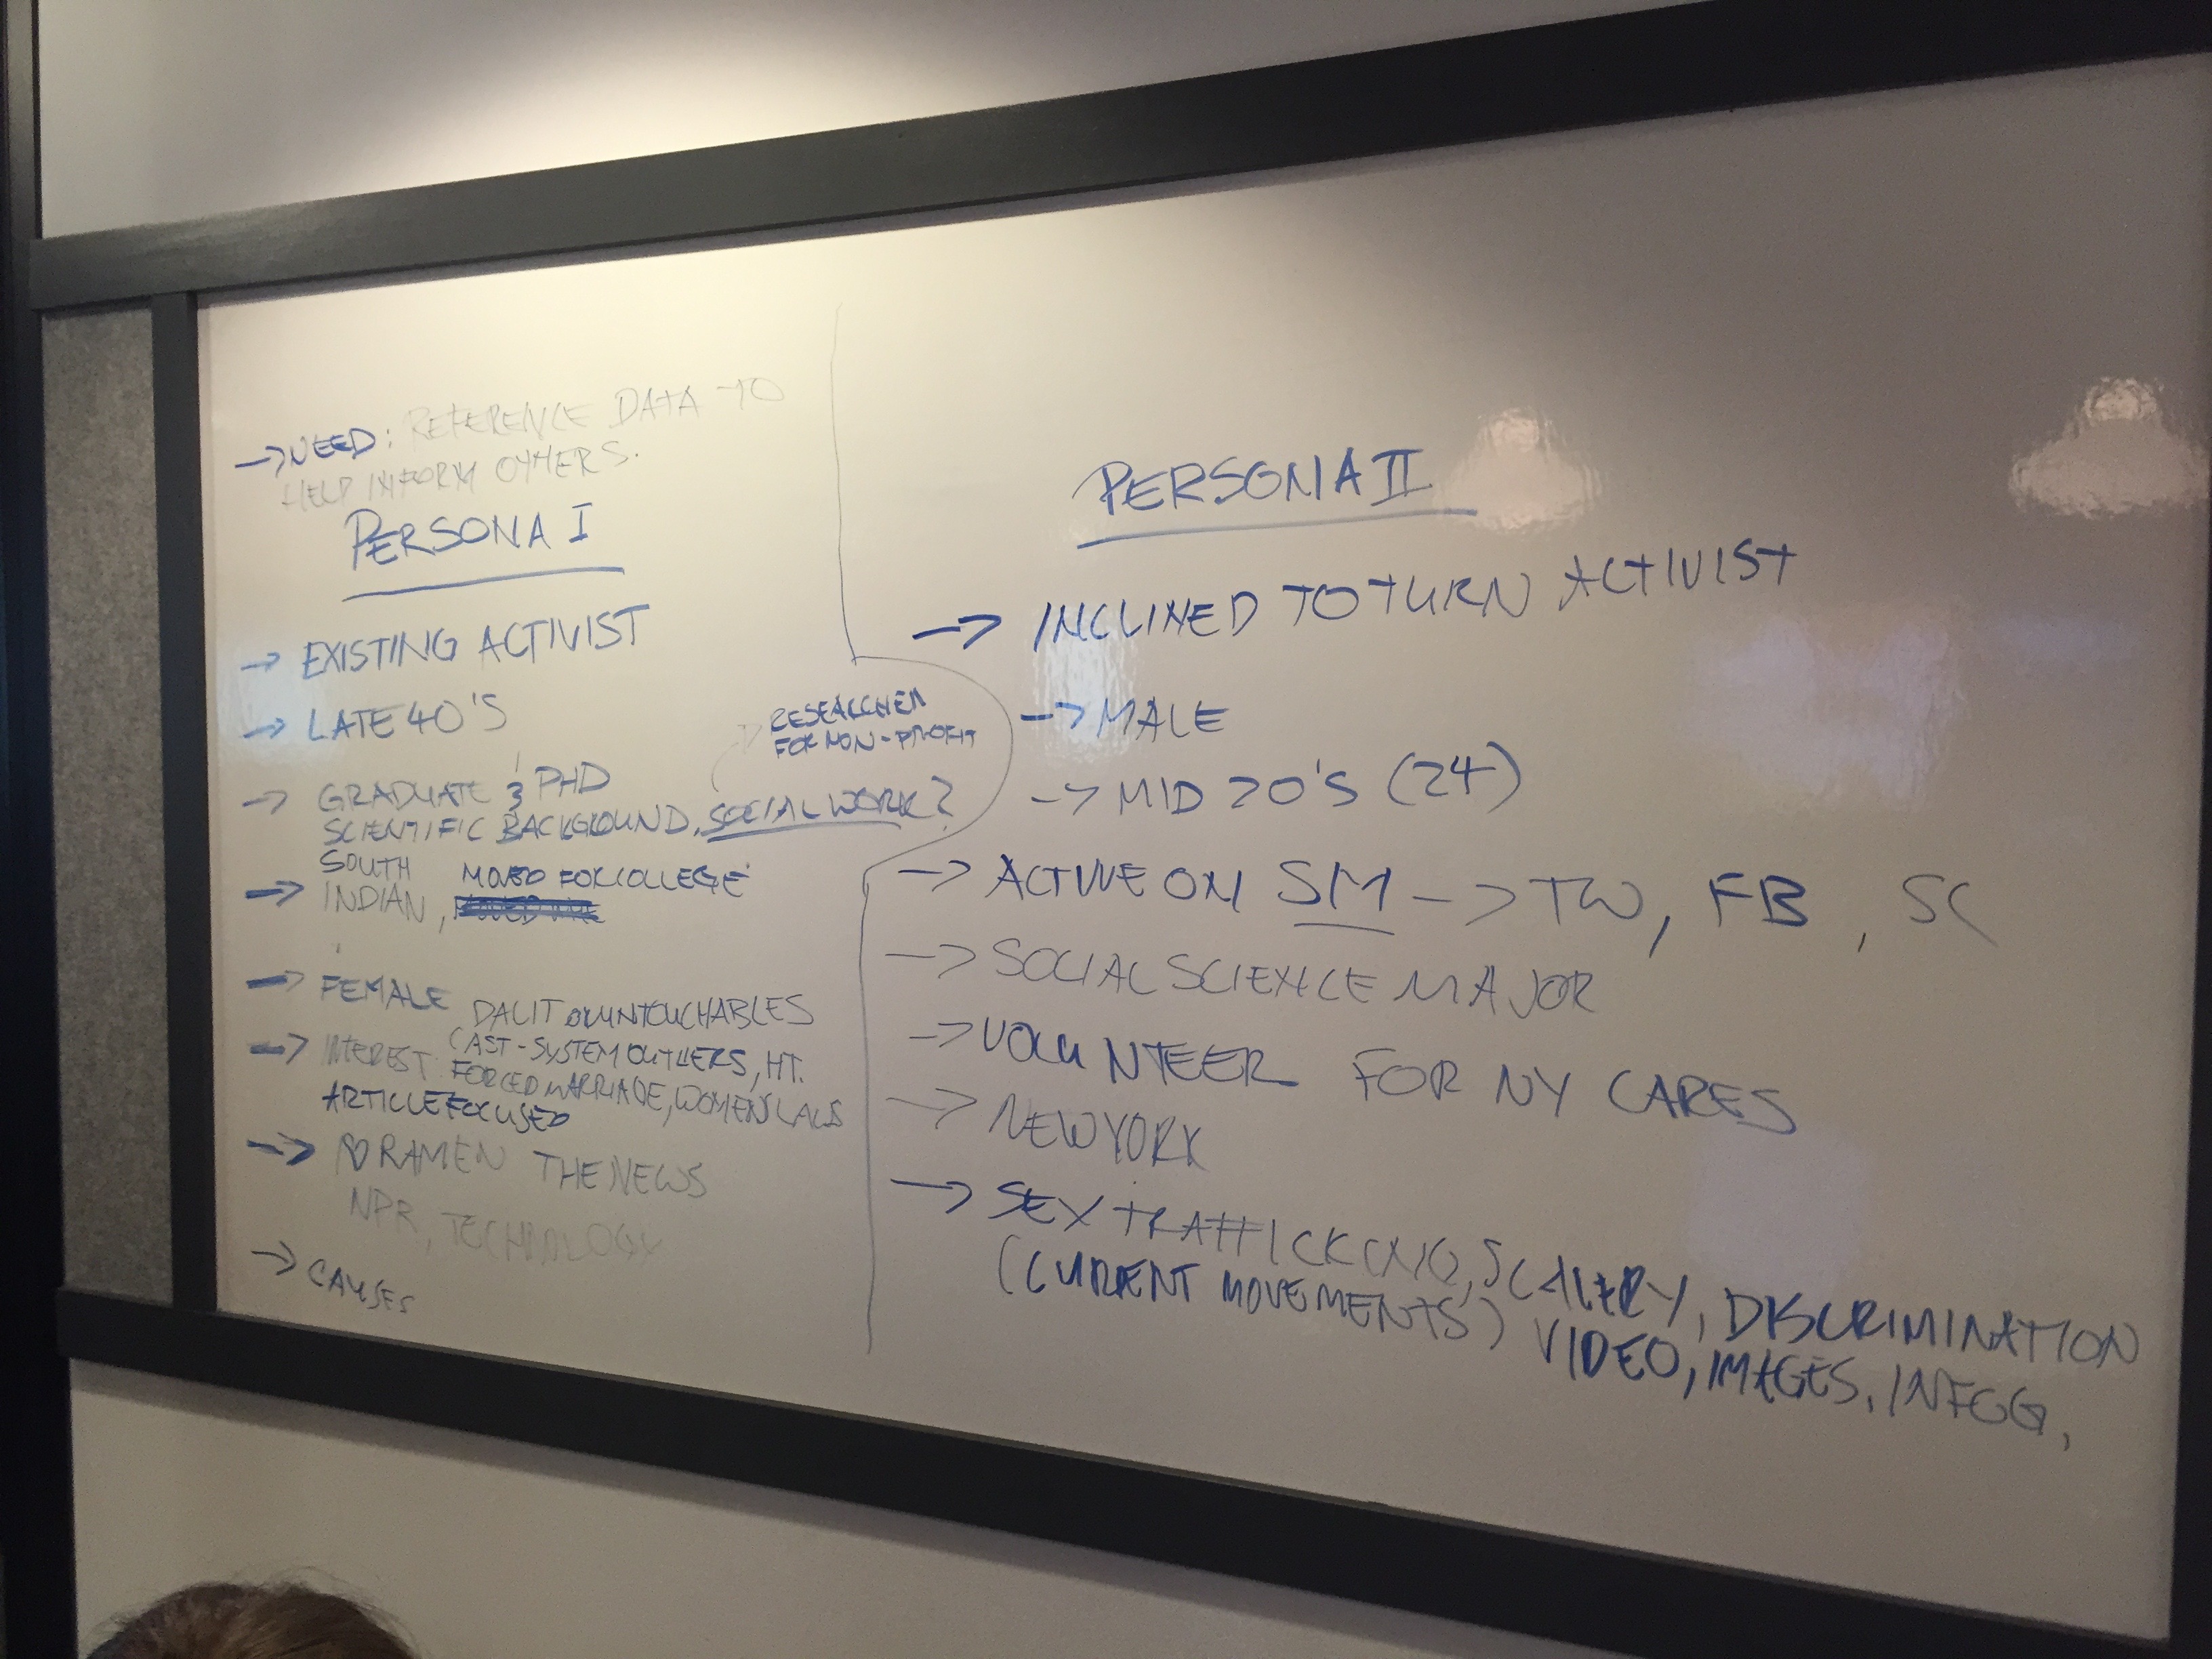 → NEED: REFERENCE DATA TO
HELP INFORM OTHERS.
PERSONA I
→ EXISTING ACTIVIST
→ LATE 40'S
RESEARCHER
FOR NON-PROFIT
→ GRADUATE & PHD
SCIENTIFIC BACKGROUND, SOCIAL WORK?
SOUTH
→ INDIAN, MOVED FOR COLLEGE
→ FEMALE
DALIT OR UNTOUCHABLES
→ INTEREST: CAST-SYSTEM OUTLIERS, HT.
FORCED MARRIAGE, WOMEN'S LAWS
ARTICLE FOCUSED
→ RAMEN THE NEWS
NPR, TECHNOLOGY
→ CAUSES
PERSONA II
→ INCLINED TO TURN ACTIVIST
→ MALE
→ MID 20'S (24)
→ ACTIVE ON SM → TW, FB, SC
→ SOCIAL SCIENCE MAJOR
→ VOLUNTEER FOR NY CARES
→ NEW YORK
→ SEX TRAFFICKING, SLAVERY, DISCRIMINATION
(CURRENT MOVEMENTS) VIDEO, IMAGES, INFOG,